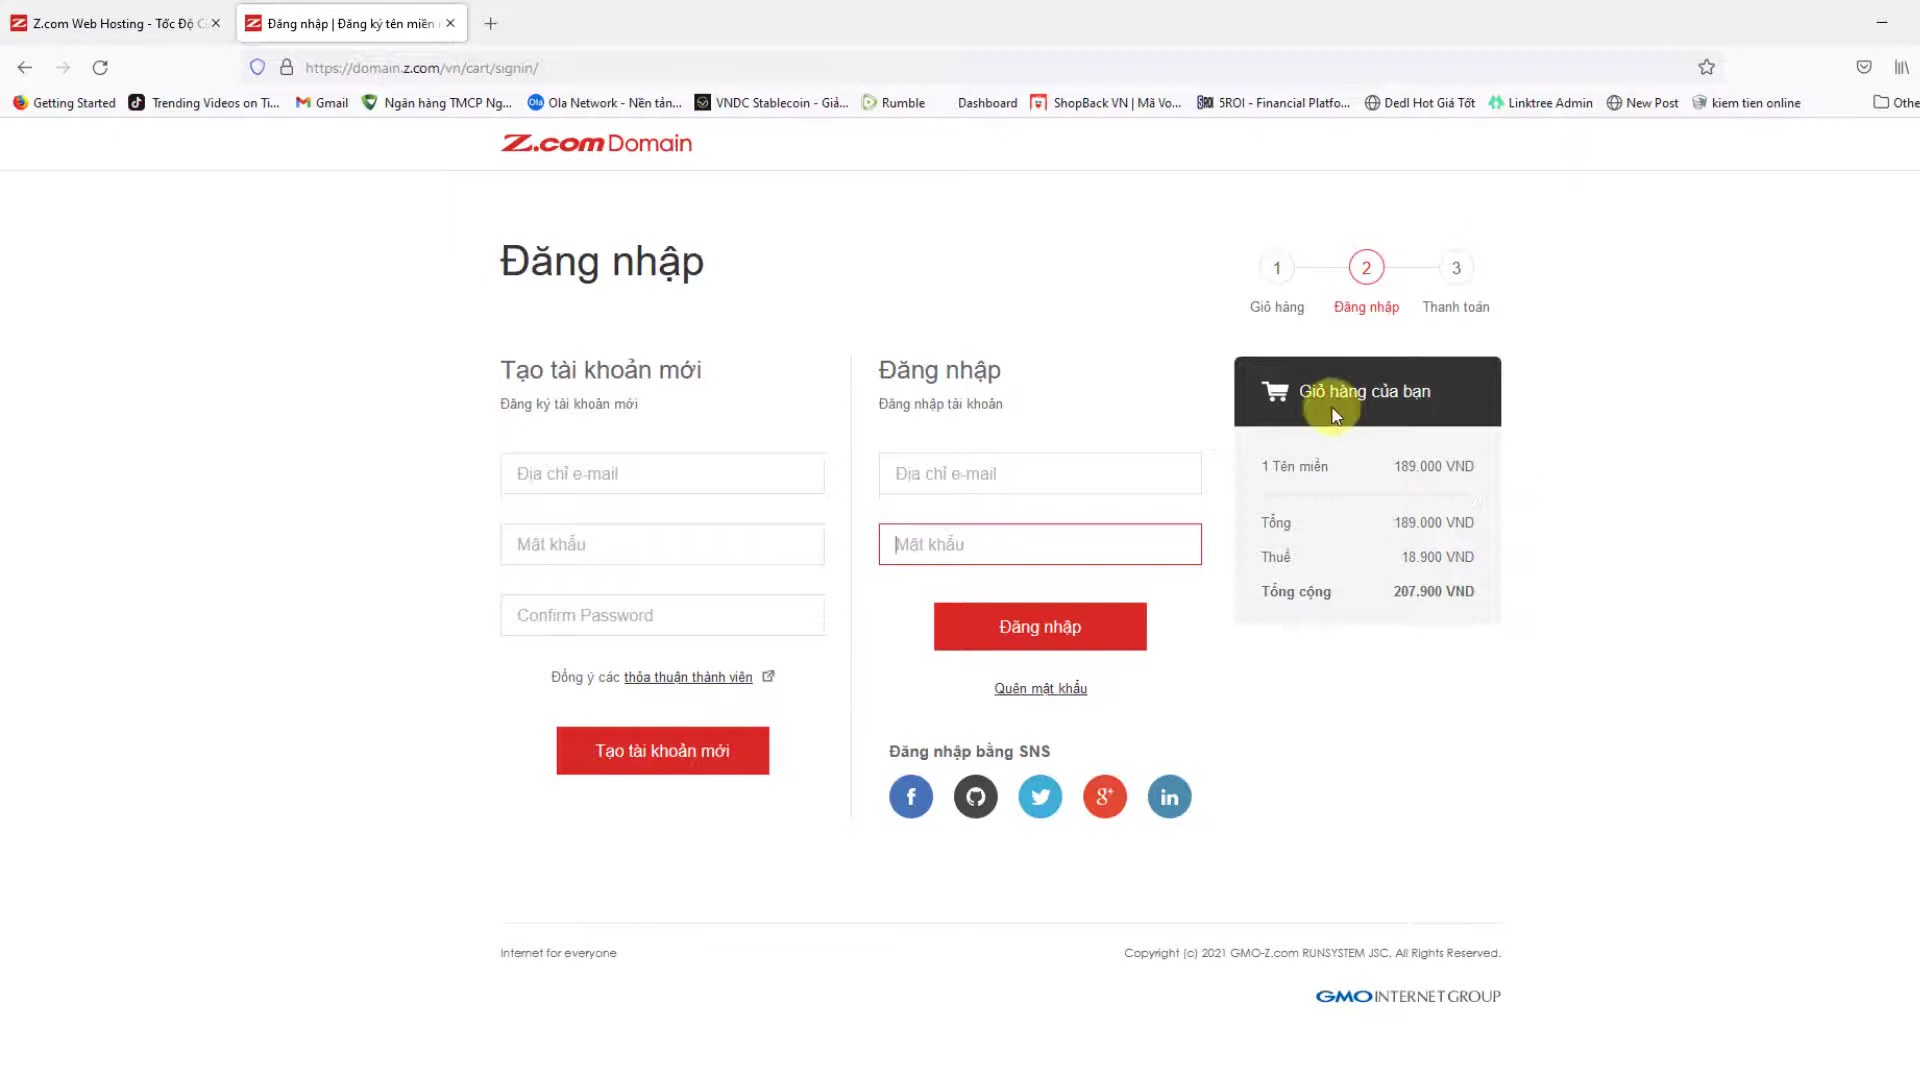 Z.com Web Hosting - Tốc Độ C
Đăng nhập | Đăng ký tên miền
https://domain.z.com/vn/cart/signin/
Getting Started
Trending Videos on Ti...
Gmail
Ngân hàng TMCP Ng...
Ola Network - Nền tản...
VNDC Stablecoin - Giả...
Rumble
Dashboard
ShopBack VN | Mã Vo...
5ROI - Financial Platfo...
Dedl Hot Giá Tốt
Linktree Admin
New Post
kiem tien online
Othe
Z.com Domain
Đăng nhập
1
2
3
Giỏ hàng
Đăng nhập
Thanh toán
Tạo tài khoản mới
Đăng ký tài khoản mới
Địa chỉ e-mail
Mật khẩu
Confirm Password
Đồng ý các thỏa thuận thành viên
Tạo tài khoản mới
Đăng nhập
Đăng nhập tài khoản
Địa chỉ e-mail
Mật khẩu
Đăng nhập
Quên mật khẩu
Đăng nhập bằng SNS
Giỏ hàng của bạn
1 Tên miền 189.000 VND
Tổng 189.000 VND
Thuế 18.900 VND
Tổng cộng 207.900 VND
Internet for everyone
Copyright (c) 2021 GMO-Z.com RUNSYSTEM JSC. All Rights Reserved.
GMO INTERNET GROUP